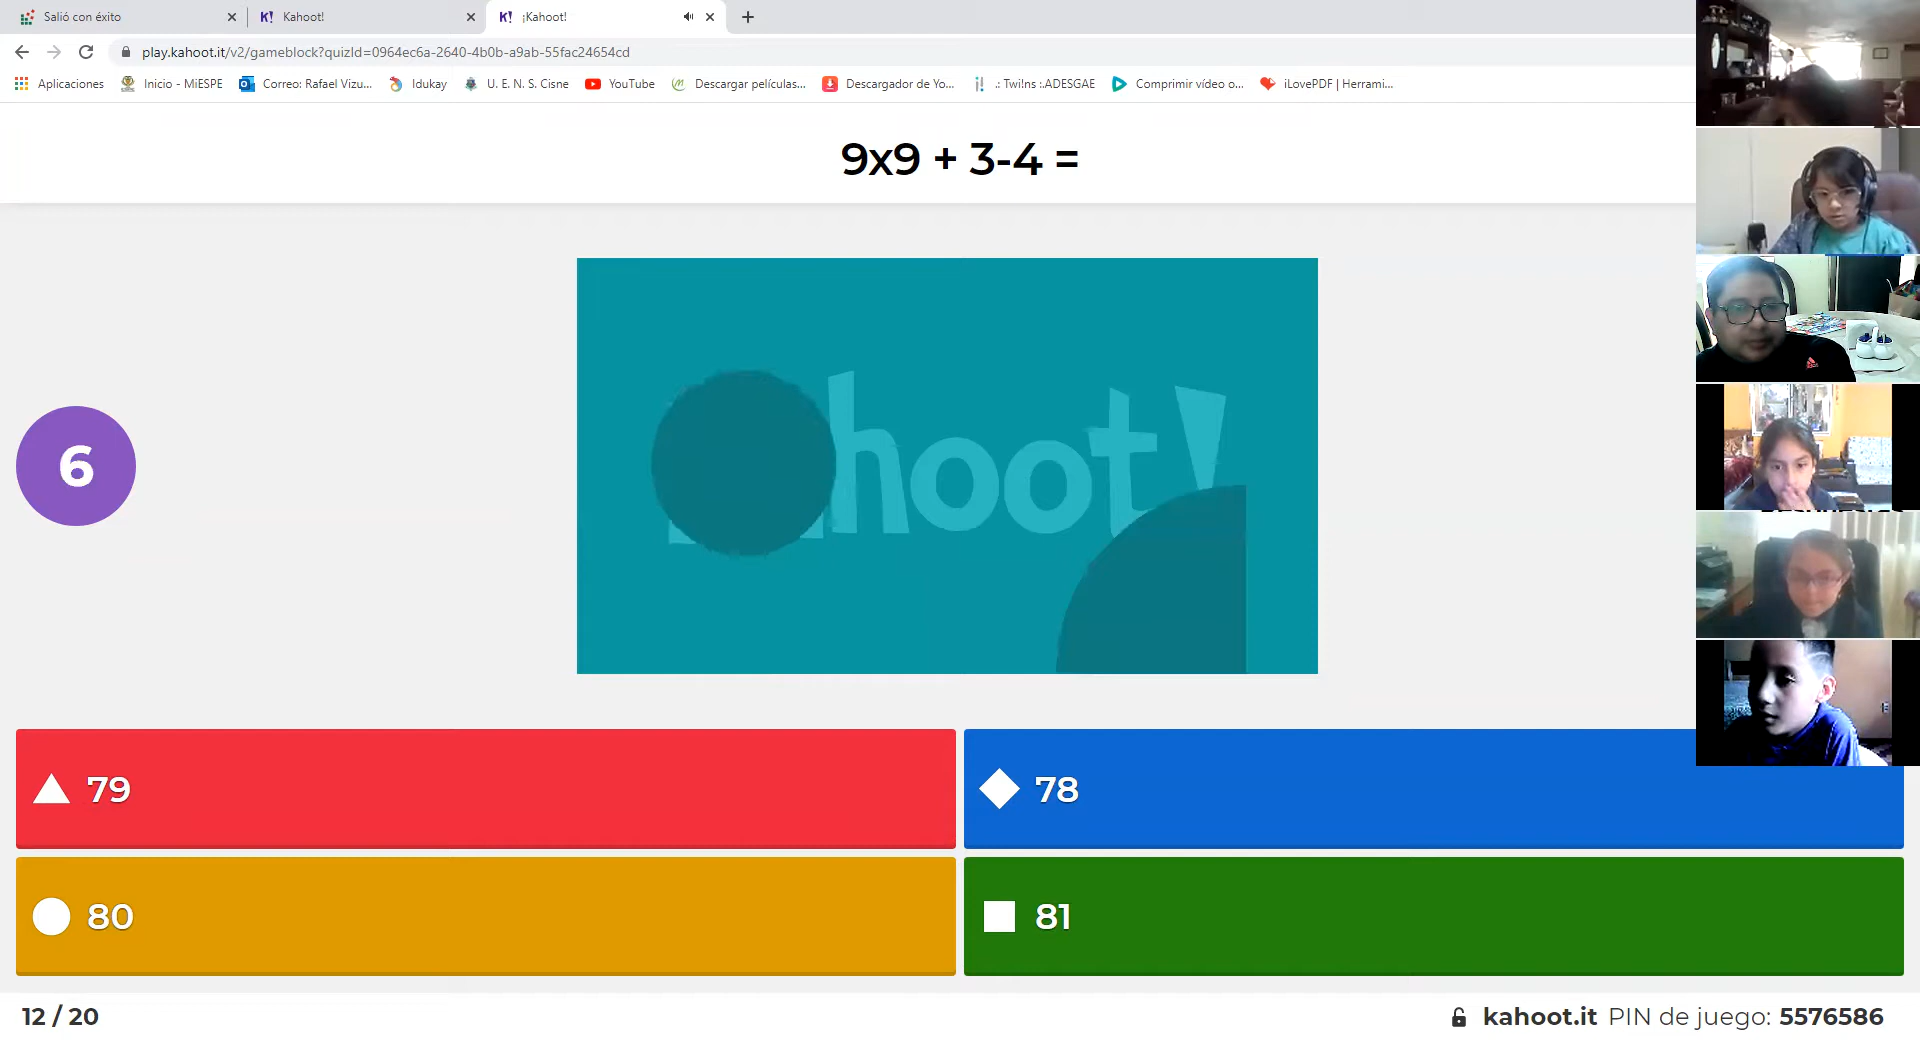 Salió con éxito
Kahoot!
¡Kahoot!
play.kahoot.it/v2/gameblock?quizId=0964ec6a-2640-4b0b-a9ab-55fac24654cd
Aplicaciones
Inicio - MiESPE
Correo: Rafael Vizu...
Idukay
U. E. N. S. Cisne
YouTube
Descargar películas...
Descargador de Yo...
.: Twi!ns :.ADESGAE
Comprimir vídeo o...
iLovePDF | Herrami...
9x9 + 3-4 =
6
hoot!
79
78
80
81
12 / 20
kahoot.it PIN de juego: 5576586